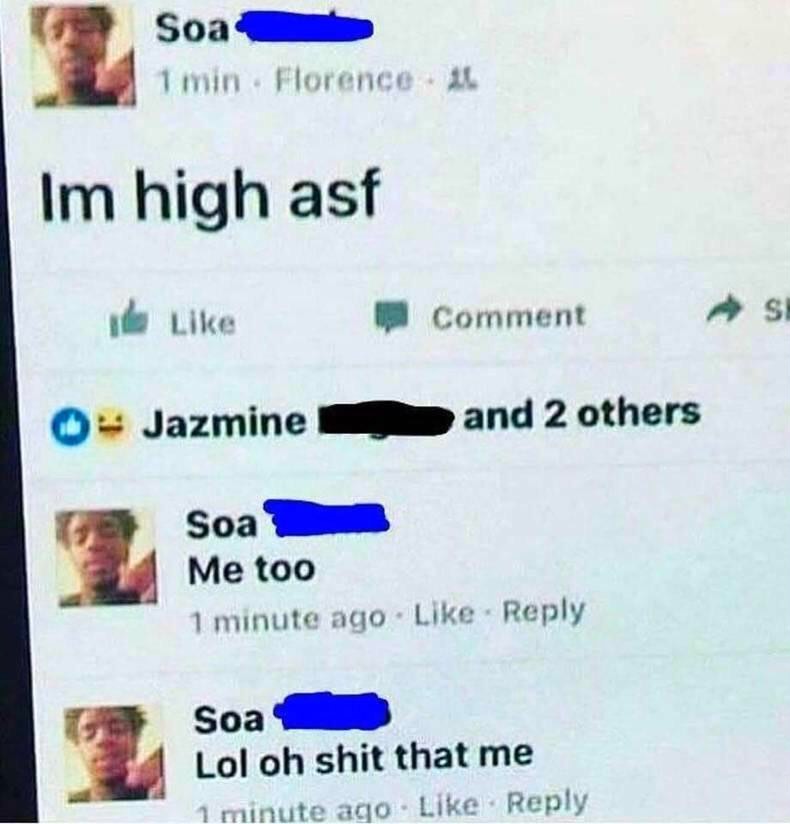 Soa
1 min · Florence ·
Im high asf
Like Comment
Jazmine and 2 others
Soa
Me too
1 minute ago · Like · Reply
Soa
Lol oh shit that me
1 minute ago · Like · Reply